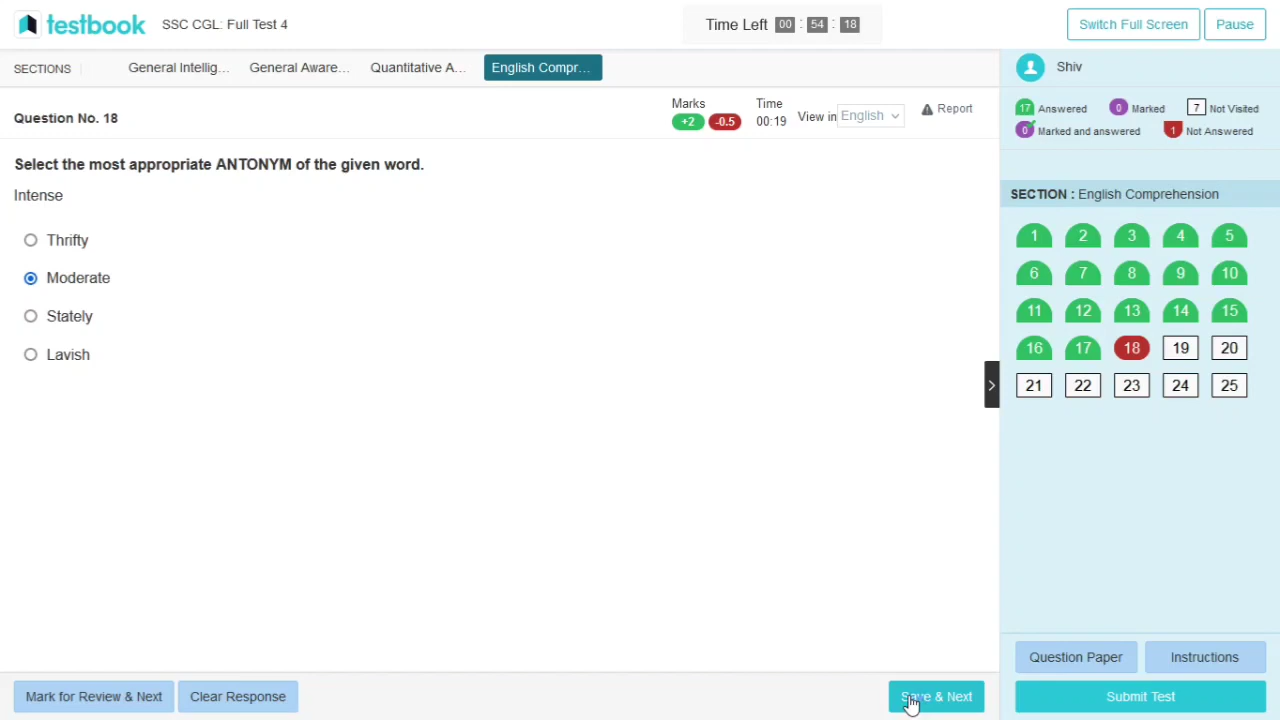 testbook SSC CGL: Full Test 4 Time Left 00 : 54 : 18 Switch Full Screen Pause
SECTIONS General Intellig... General Aware... Quantitative A... English Compr... Shiv
Question No. 18 Marks +2 -0.5 Time 00:19 View in English Report
17 Answered 0 Marked 7 Not Visited
0 Marked and answered 1 Not Answered
Select the most appropriate ANTONYM of the given word.
Intense
Thrifty
Moderate
Stately
Lavish
SECTION : English Comprehension
1 2 3 4 5
6 7 8 9 10
11 12 13 14 15
16 17 18 19 20
21 22 23 24 25
Question Paper Instructions
Mark for Review & Next Clear Response Save & Next Submit Test